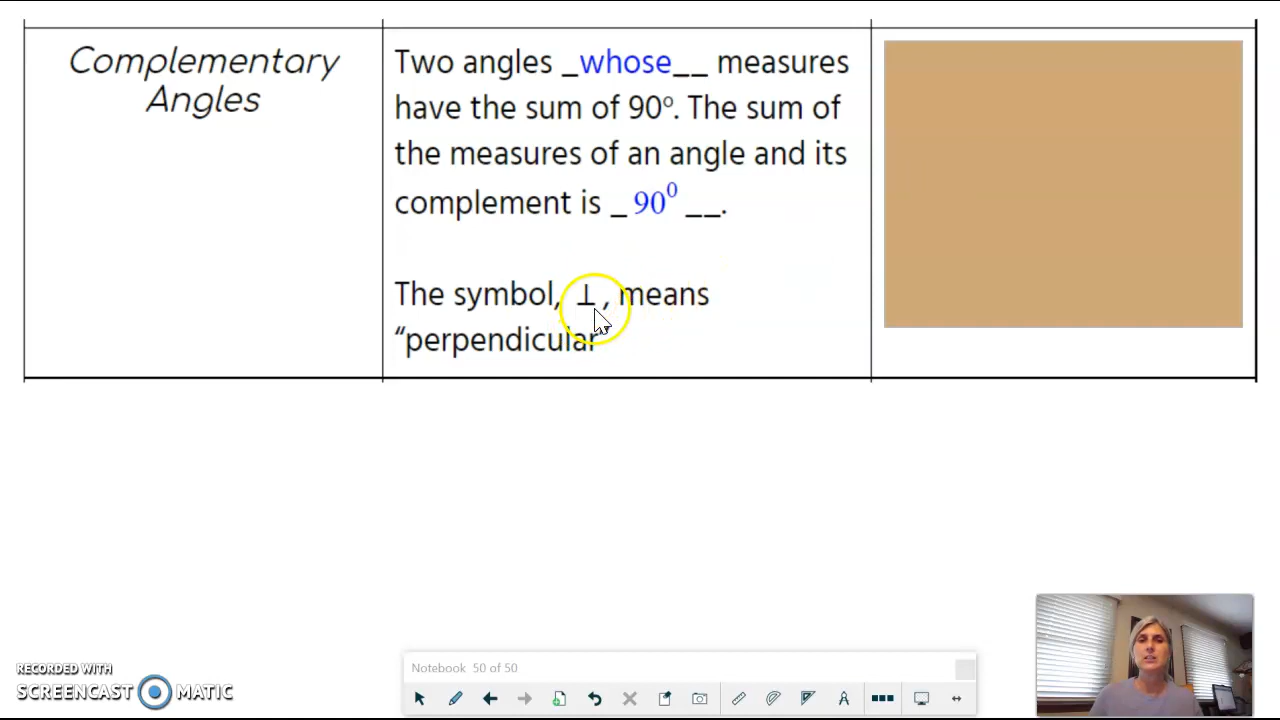 Complementary
Angles
Two angles _whose__ measures
have the sum of 90°. The sum of
the measures of an angle and its
complement is _ 90⁰ __.
The symbol, ⊥, means
“perpendicular”
Notebook 50 of 50
RECORDED WITH
SCREENCAST MATIC